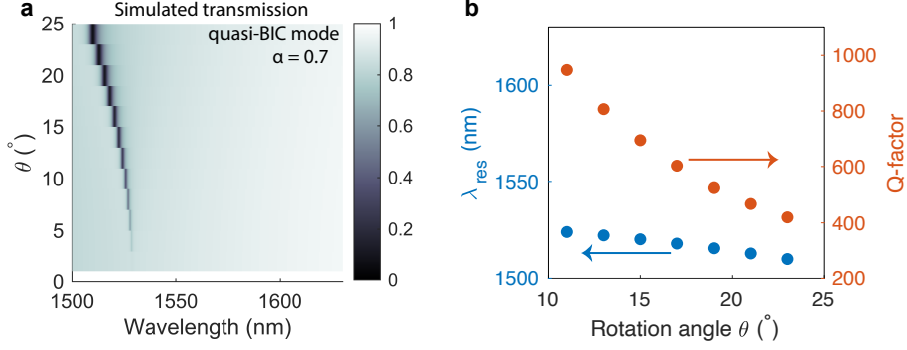 a
Simulated transmission
quasi-BIC mode
α = 0.7
25
20
15
10
5
0
θ (°)
1500
1550
1600
Wavelength (nm)
1
0.8
0.6
0.4
0.2
0
b
1600
1550
1500
λ res (nm)
1000
800
600
400
200
Q-factor
10
15
20
25
Rotation angle θ (°)